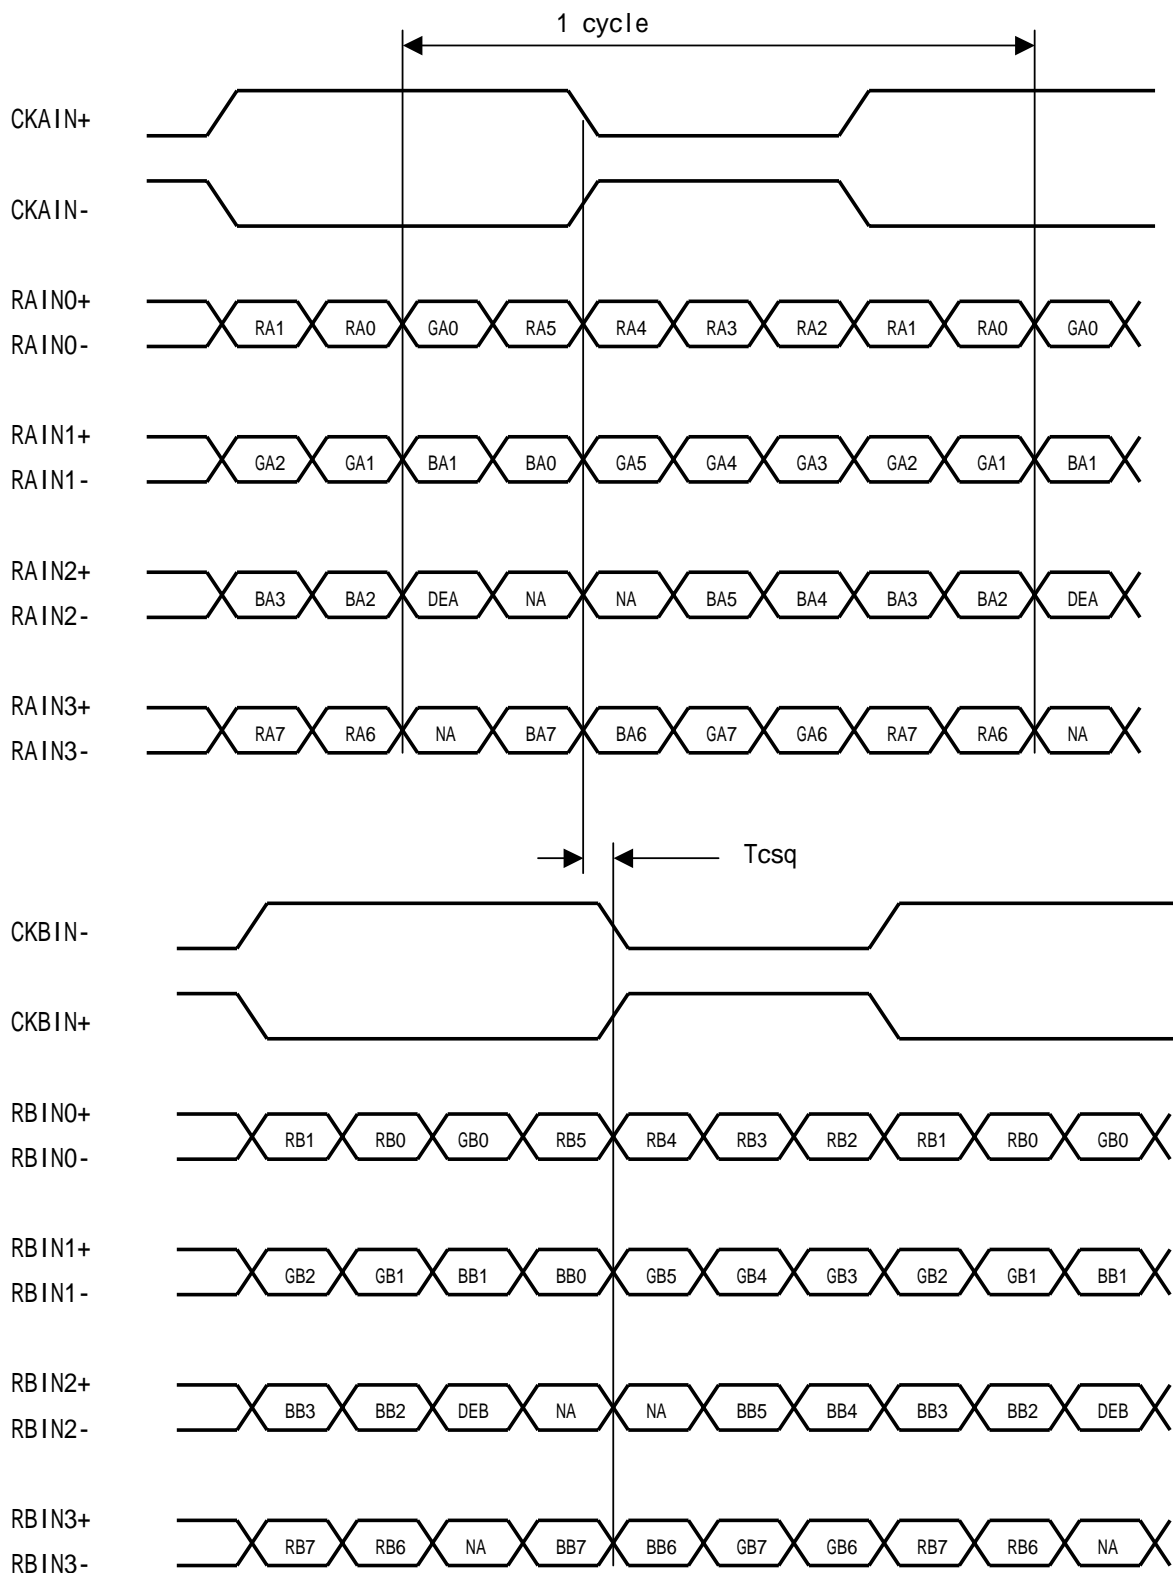 1 cycle
CKAIN+
CKAIN-
RAIN0+
RA1 RA0 GA0 RA5 RA4 RA3 RA2 RA1 RA0 GA0
RAIN0-
RAIN1+
GA2 GA1 BA1 BA0 GA5 GA4 GA3 GA2 GA1 BA1
RAIN1-
RAIN2+
BA3 BA2 DEA NA NA BA5 BA4 BA3 BA2 DEA
RAIN2-
RAIN3+
RA7 RA6 NA BA7 BA6 GA7 GA6 RA7 RA6 NA
RAIN3-
Tcsq
CKBIN-
CKBIN+
RBIN0+
RB1 RB0 GB0 RB5 RB4 RB3 RB2 RB1 RB0 GB0
RBIN0-
RBIN1+
GB2 GB1 BB1 BB0 GB5 GB4 GB3 GB2 GB1 BB1
RBIN1-
RBIN2+
BB3 BB2 DEB NA NA BB5 BB4 BB3 BB2 DEB
RBIN2-
RBIN3+
RB7 RB6 NA BB7 BB6 GB7 GB6 RB7 RB6 NA
RBIN3-